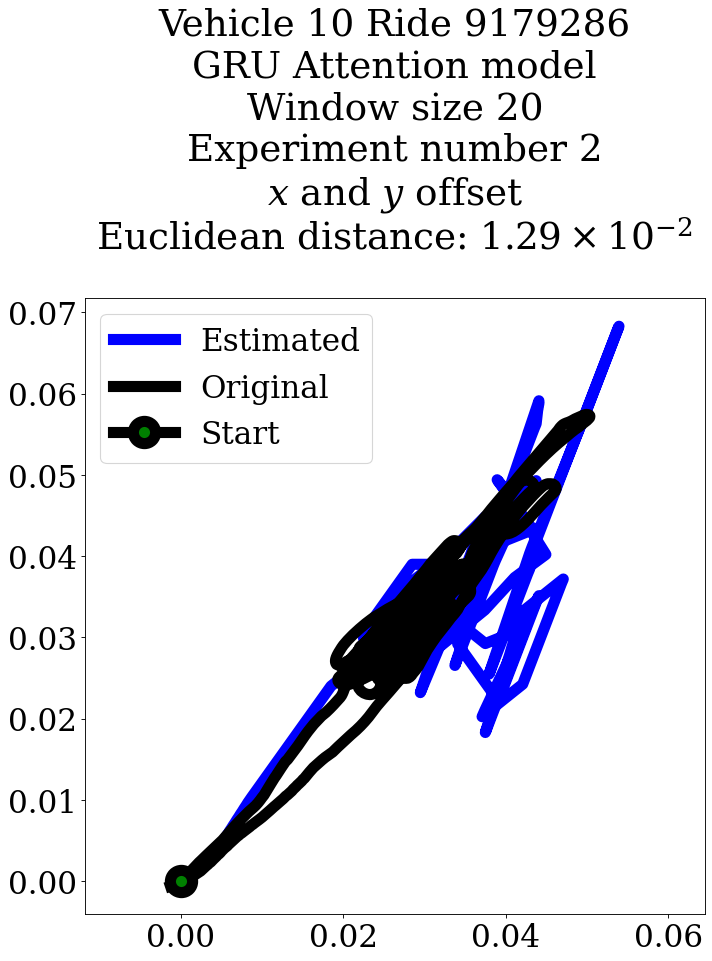 Vehicle 10 Ride 9179286
GRU Attention model
Window size 20
Experiment number 2
x and y offset
Euclidean distance: 1.29 × 10⁻²
0.07
Estimated
0.06
Original
Start
0.05
0.04
0.03
0.02
0.01
0.00
0.00 0.02 0.04 0.06